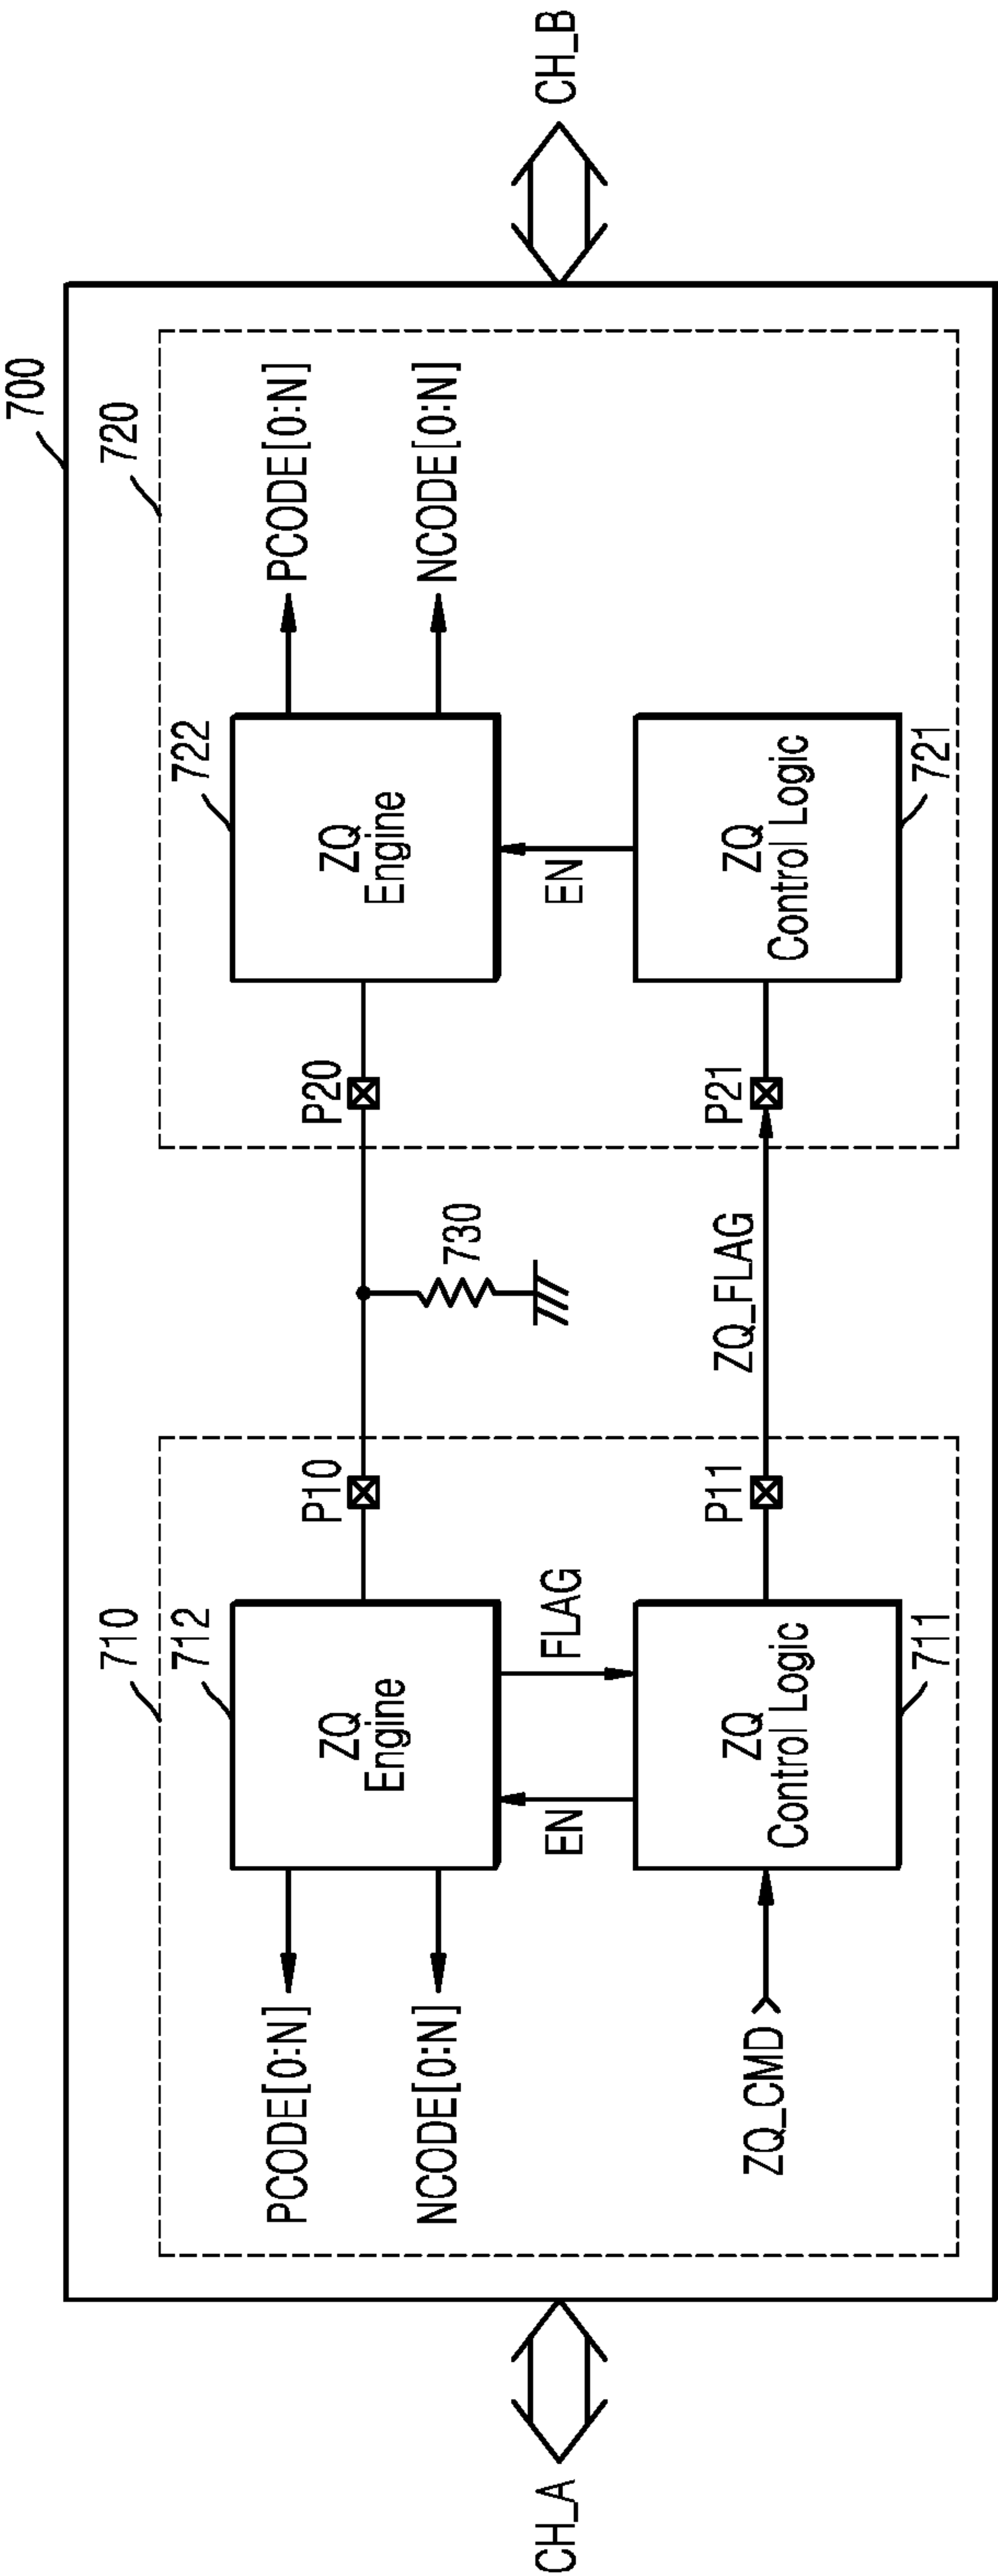 700
710
720
712
722
PCODE[0:N]
NCODE[0:N]
ZQ
Engine
P10
P20
ZQ
Engine
PCODE[0:N]
NCODE[0:N]
730
EN
FLAG
EN
CH_A
CH_B
ZQ_CMD
ZQ
Control Logic
P11
ZQ_FLAG
P21
ZQ
Control Logic
711
721